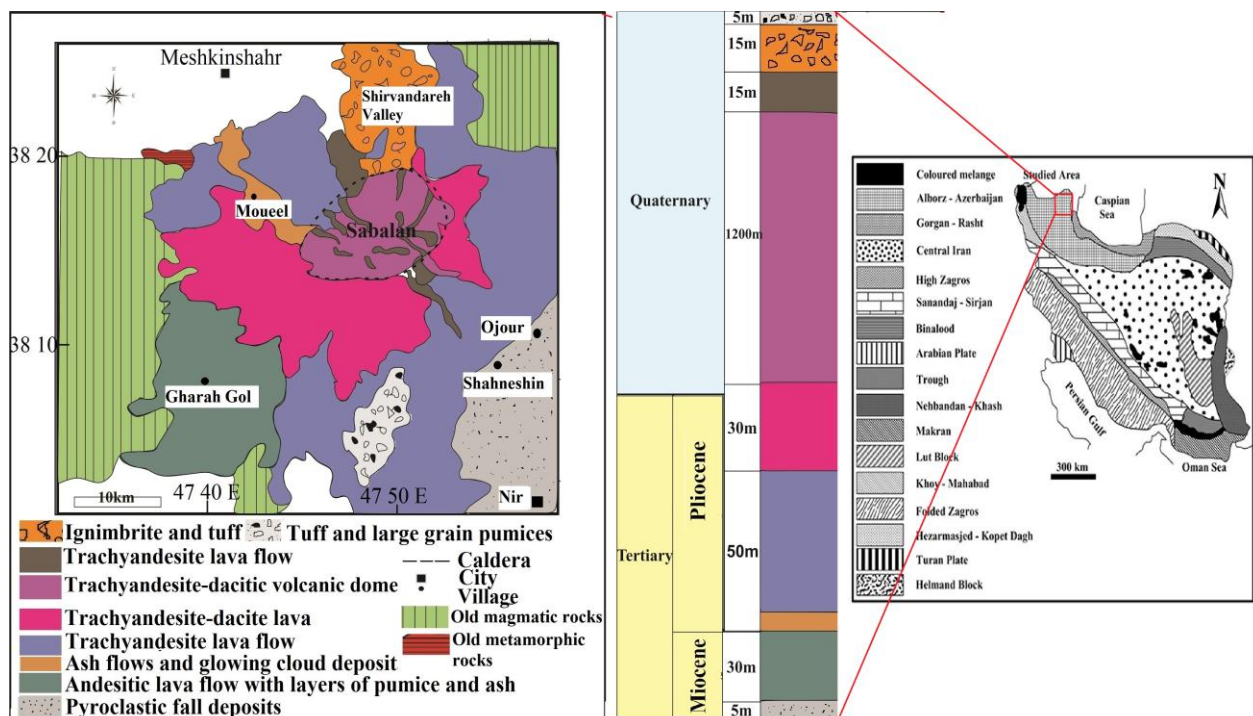 Meshkinshahr
Shirvandareh
Valley
38 20
Moueel
Sabalan
38 10
Ojour
Shahneshin
Gharah Gol
Nir
10km
47 40 E
47 50 E
Ignimbrite and tuff
Tuff and large grain pumices
Trachyandesite lava flow
Caldera
City
Village
Trachyandesite-dacitic volcanic dome
Trachyandesite-dacite lava
Old magmatic rocks
Trachyandesite lava flow
Old metamorphic
rocks
Ash flows and glowing cloud deposit
Andesitic lava flow with layers of pumice and ash
Pyroclastic fall deposits
Quaternary
Tertiary
Pliocene
Miocene
5m
15m
15m
1200m
30m
50m
30m
5m
Coloured melange
Alborz - Azerbaijan
Gorgan - Rasht
Central Iran
High Zagros
Sanandaj - Sirjan
Binalood
Arabian Plate
Trough
Nehbandan - Khash
Makran
Lut Block
Khoy - Mahabad
Folded Zagros
Hezarmasjed - Kopet Dagh
Turan Plate
Helmand Block
Studied Area
Caspian
Sea
N
Persian Gulf
300 km
Oman Sea